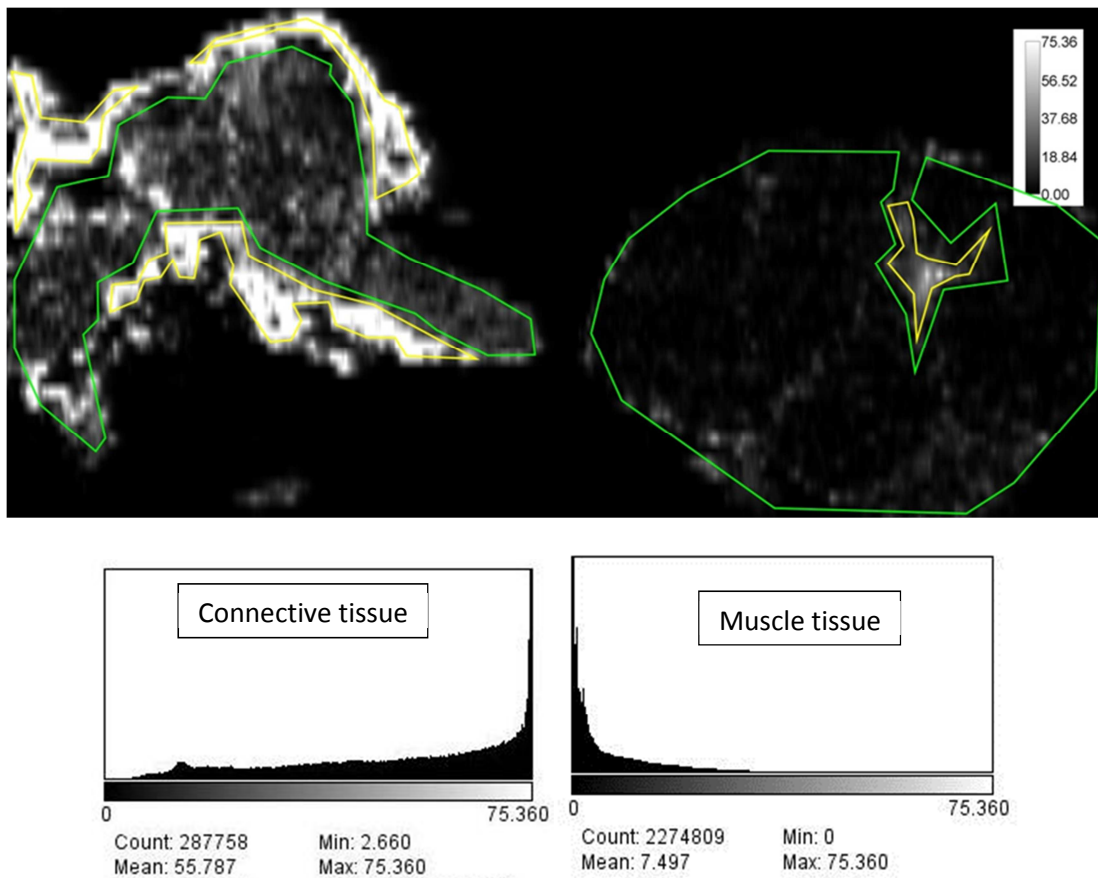 75.36
56.52
37.68
18.84
0.00
Connective tissue
Muscle tissue
0 75.360
0 75.360
Count: 287758 Min: 2.660
Mean: 55.787 Max: 75.360
Count: 2274809 Min: 0
Mean: 7.497 Max: 75.360